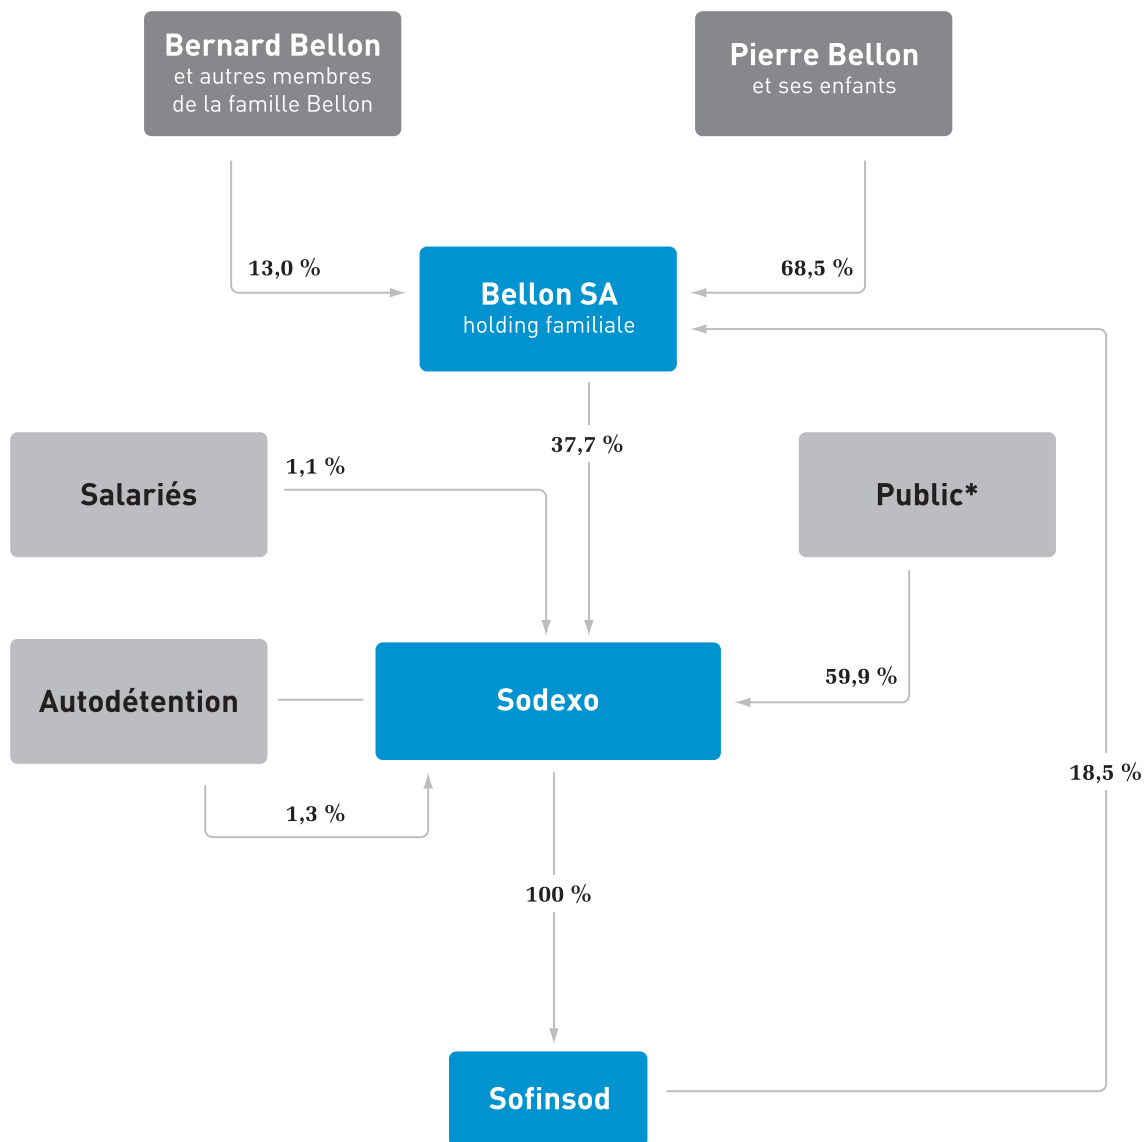 Bernard Bellon
et autres membres
de la famille Bellon
Pierre Bellon
et ses enfants
13,0 %
68,5 %
Bellon SA
holding familiale
37,7 %
1,1 %
Salariés
Public*
59,9 %
Autodétention
Sodexo
18,5 %
1,3 %
100 %
Sofinsod